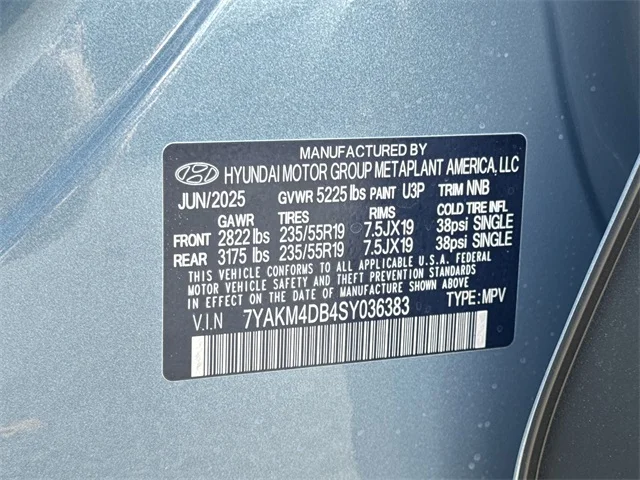 MANUFACTURED BY
HYUNDAI MOTOR GROUP METAPLANT AMERICA, LLC
JUN/2025 GVWR 5225 lbs PAINT U3P TRIM NNB
GAWR TIRES RIMS COLD TIRE INFL
FRONT 2822 lbs 235/55R19 7.5JX19 38psi SINGLE
REAR 3175 lbs 235/55R19 7.5JX19 38psi SINGLE
THIS VEHICLE CONFORMS TO ALL APPLICABLE U.S.A. FEDERAL
MOTOR VEHICLE SAFETY AND THEFT PREVENTION STANDARDS
IN EFFECT ON THE DATE OF MANUFACTURE SHOWN ABOVE.
V.I.N 7YAKM4DB4SY036383 TYPE : MPV